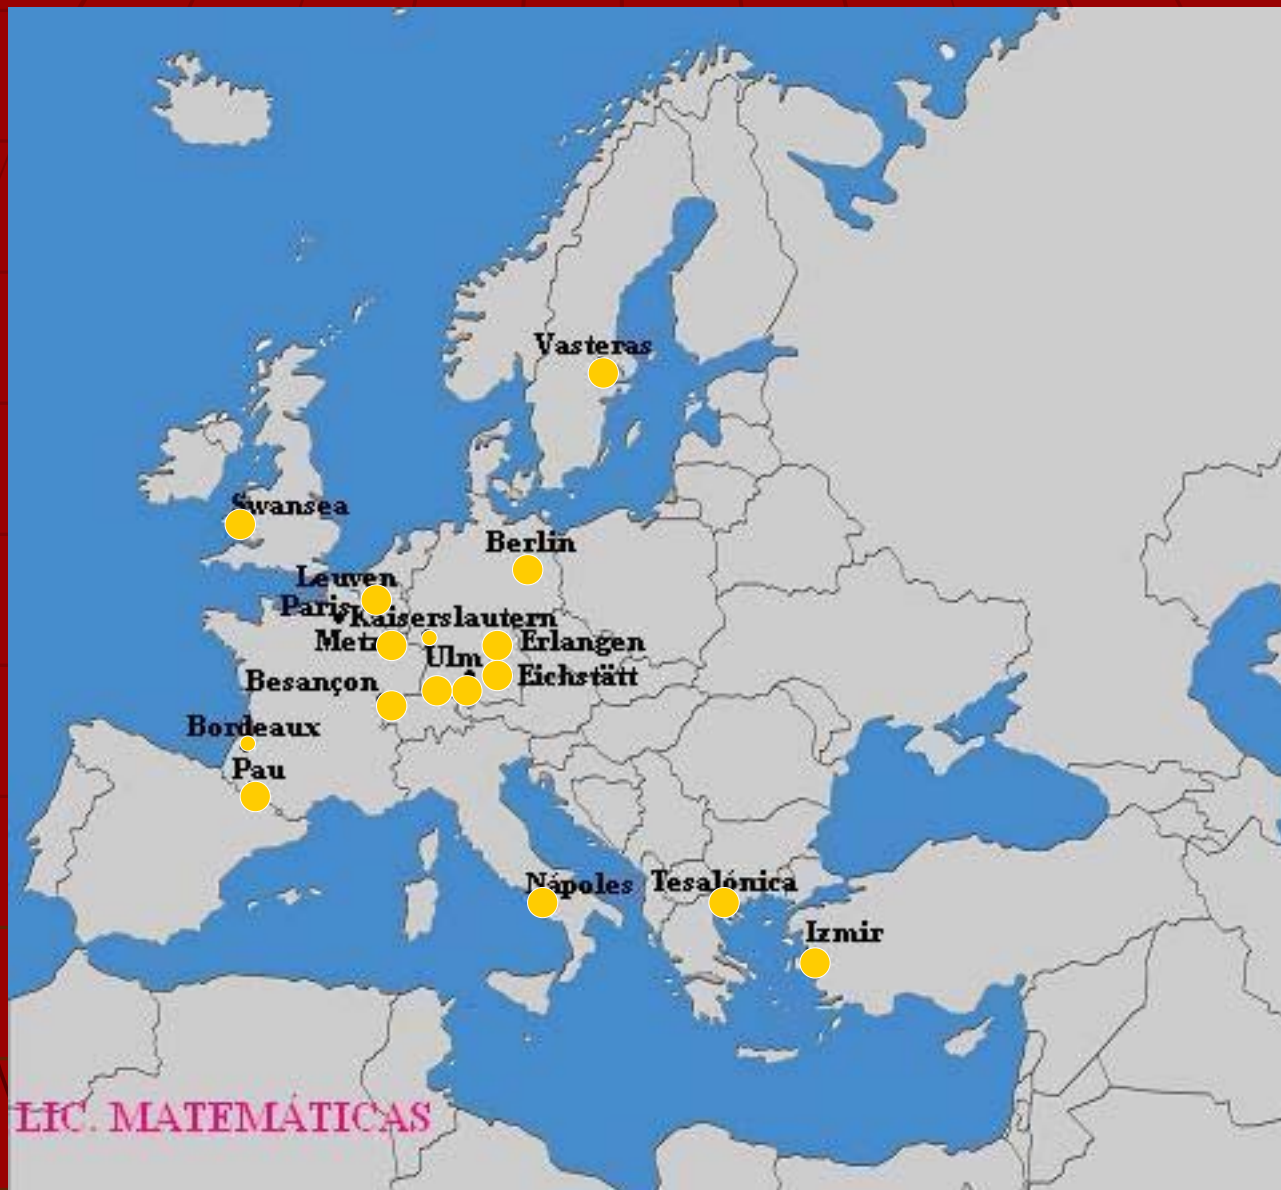 Vasteras
Swansea
Berlin
Leuven
Paris
Kaiserslautern
Metz
Erlangen
Ulm
Eichstätt
Besançon
Bordeaux
Pau
Nápoles
Tesalónica
Izmir
LIC. MATEMÁTICAS